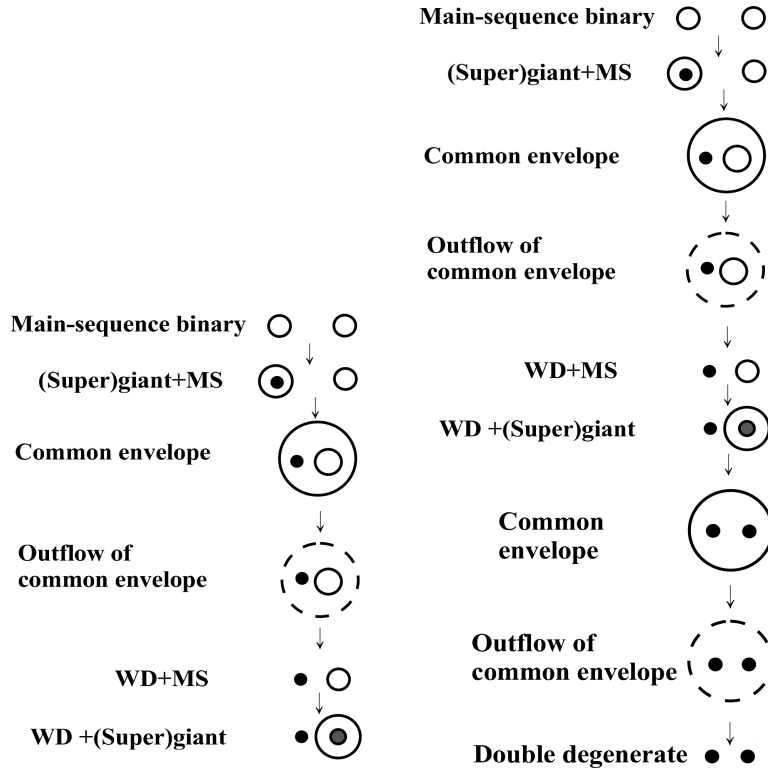 Main-sequence binary
(Super)giant+MS
Common envelope
Outflow of
common envelope
WD+MS
WD +(Super)giant
Main-sequence binary
(Super)giant+MS
Common envelope
Outflow of
common envelope
WD+MS
WD +(Super)giant
Common
envelope
Outflow of
common envelope
Double degenerate